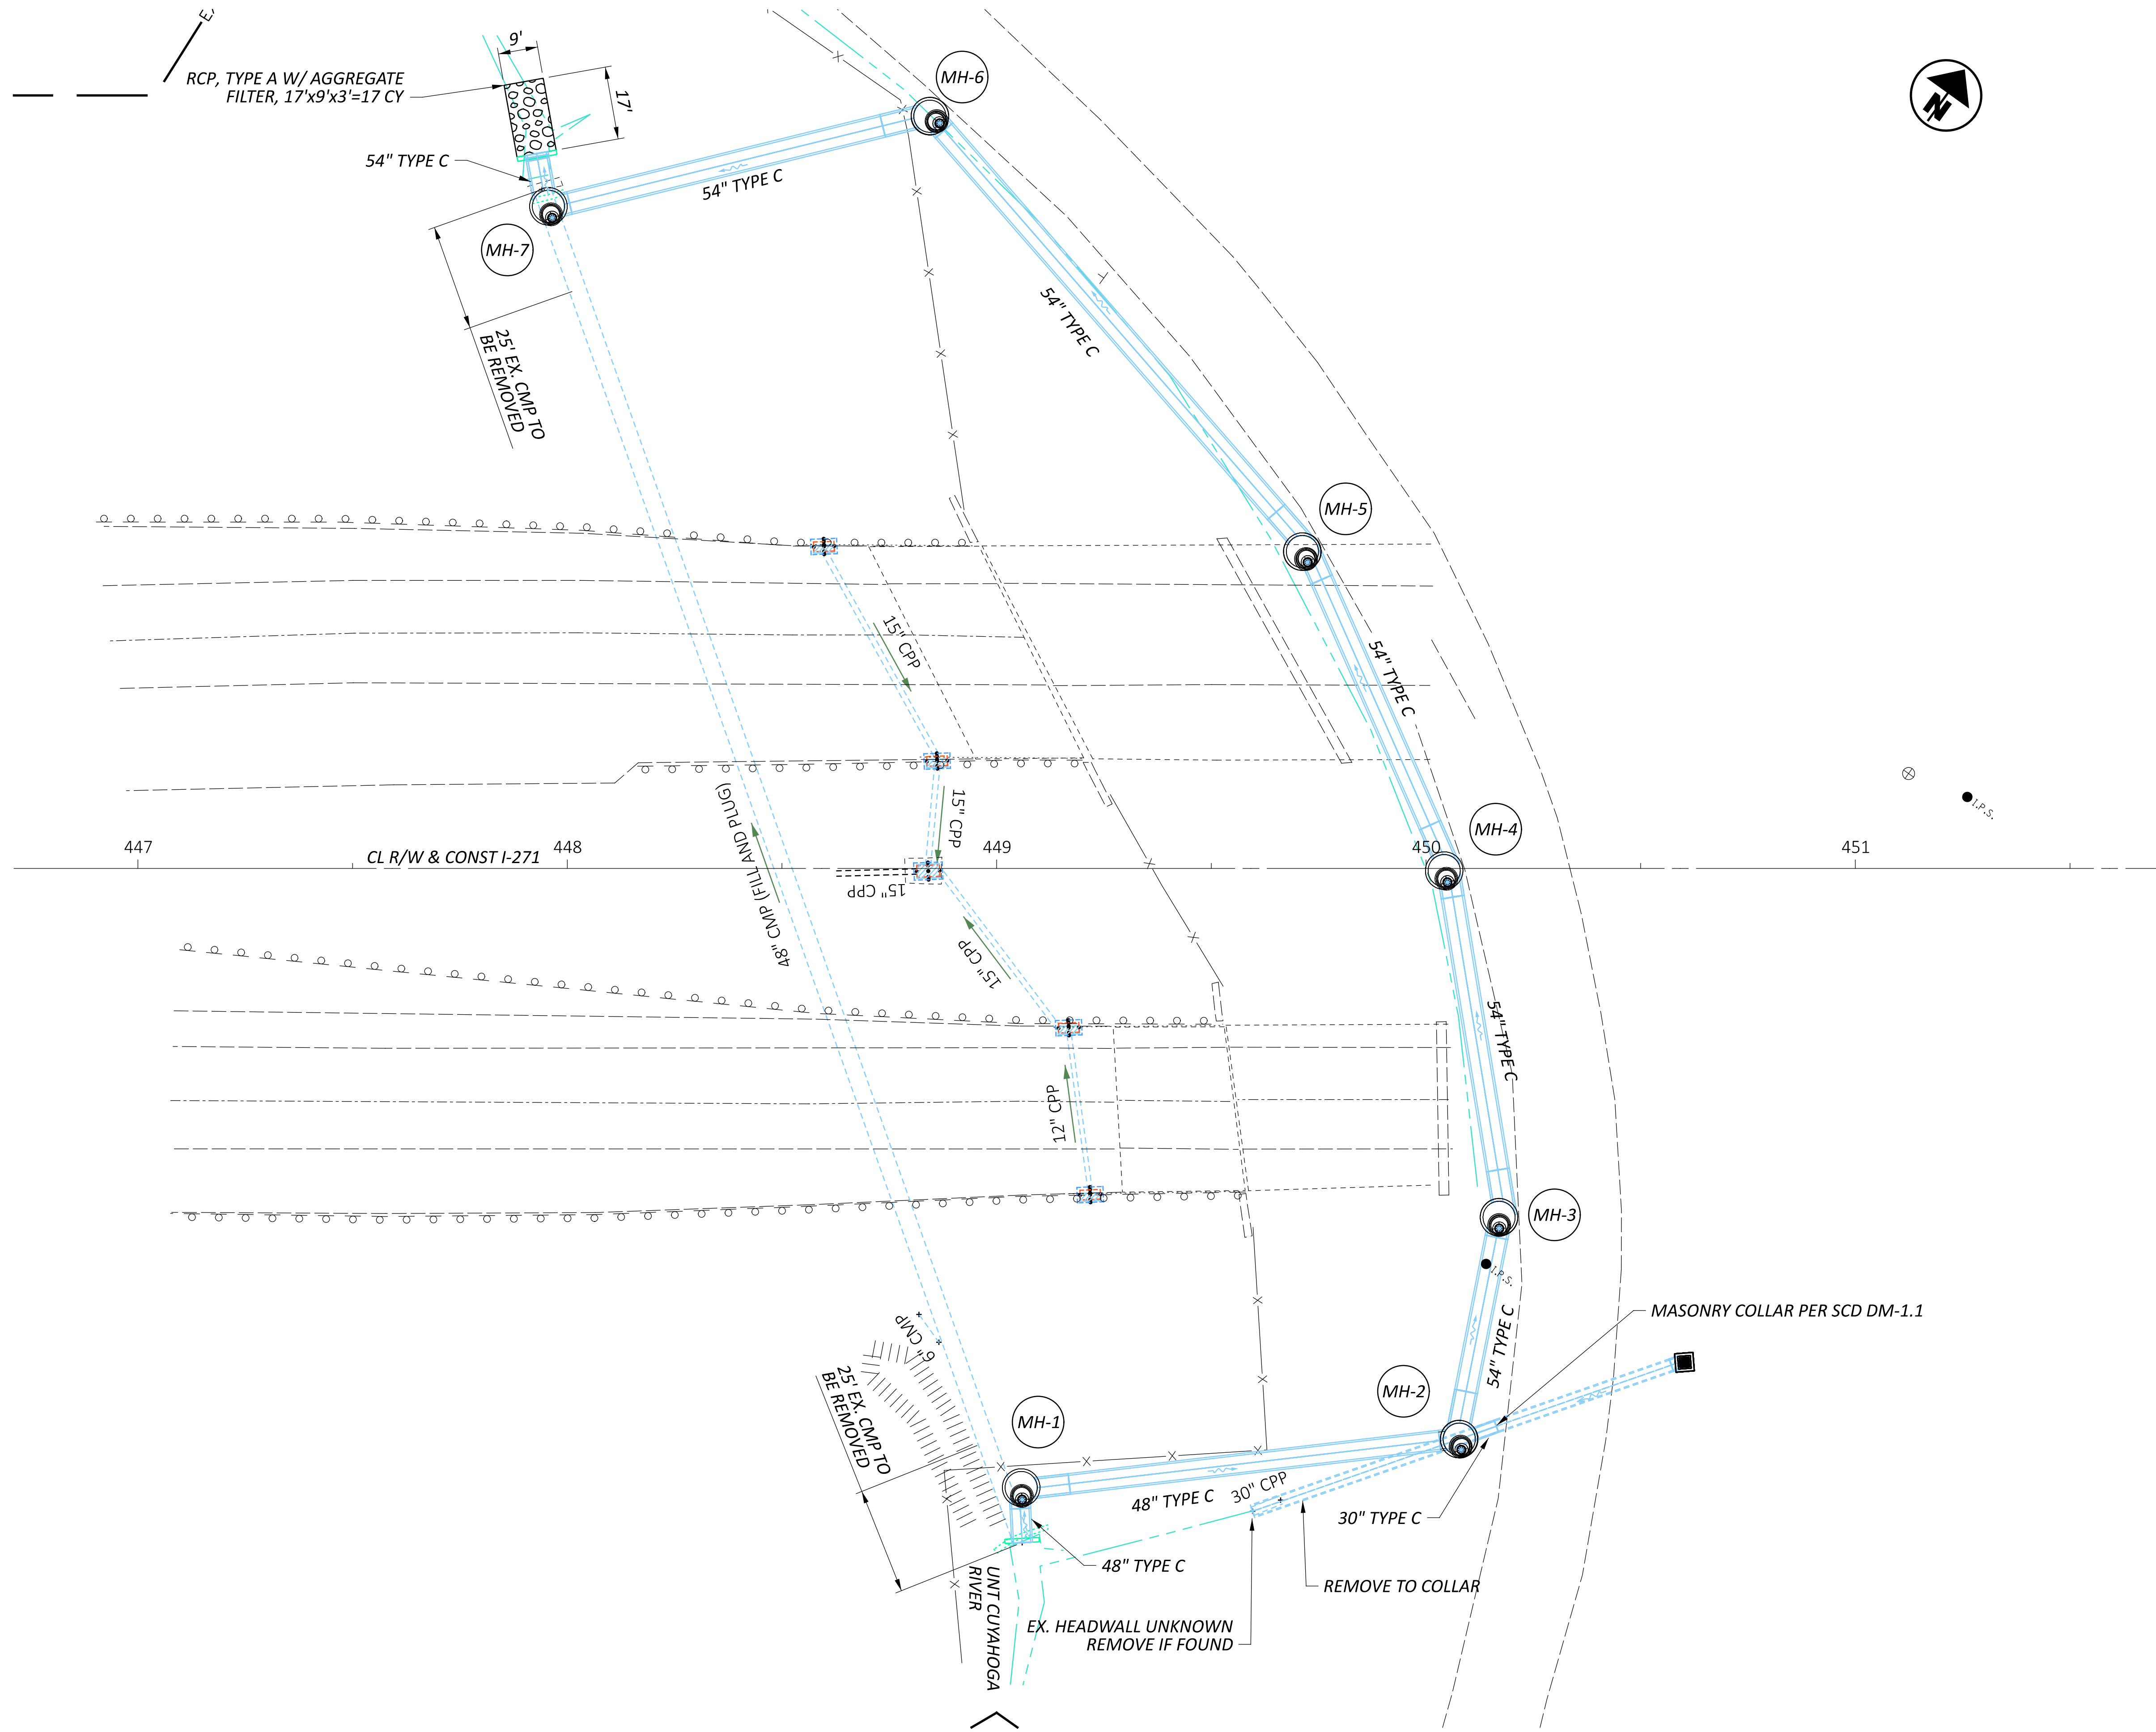 E,
9'
RCP, TYPE A W/ AGGREGATE
FILTER, 17'x9'x3'=17 CY
17'
MH-6
N
54" TYPE C
54" TYPE C
MH-7
25' EX. CMP TO
BE REMOVED
54" TYPE C
MH-5
15" CPP
54" TYPE C
48" CMP (FILL AND PLUG)
15" CPP
I.P.S.
MH-4
447
CL R/W & CONST I-271
448
449
450
451
15" CPP
15" CPP
54" TYPE C
12" CPP
MH-3
I.P.S.
MASONRY COLLAR PER SCD DM-1.1
6" CMP
54" TYPE C
25' EX. CMP TO
BE REMOVED
MH-2
MH-1
30" CPP
48" TYPE C
30" TYPE C
48" TYPE C
REMOVE TO COLLAR
UNT CUYAHOGA
RIVER
EX. HEADWALL UNKNOWN
REMOVE IF FOUND